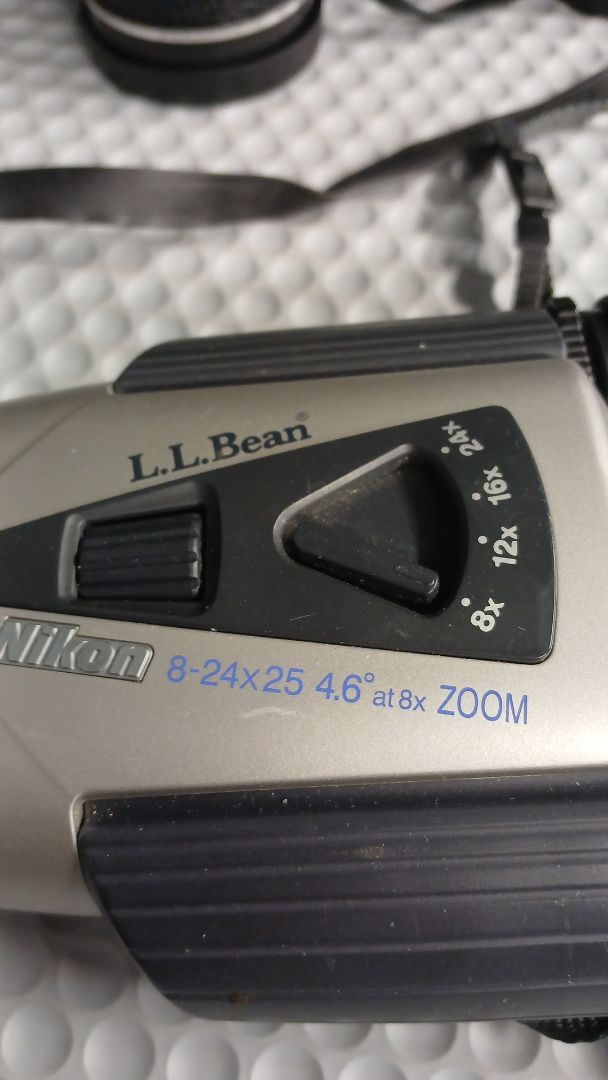 L.L.Bean®
24x
16x
12x
8x
Nikon
8-24x25 4.6° at 8x ZOOM